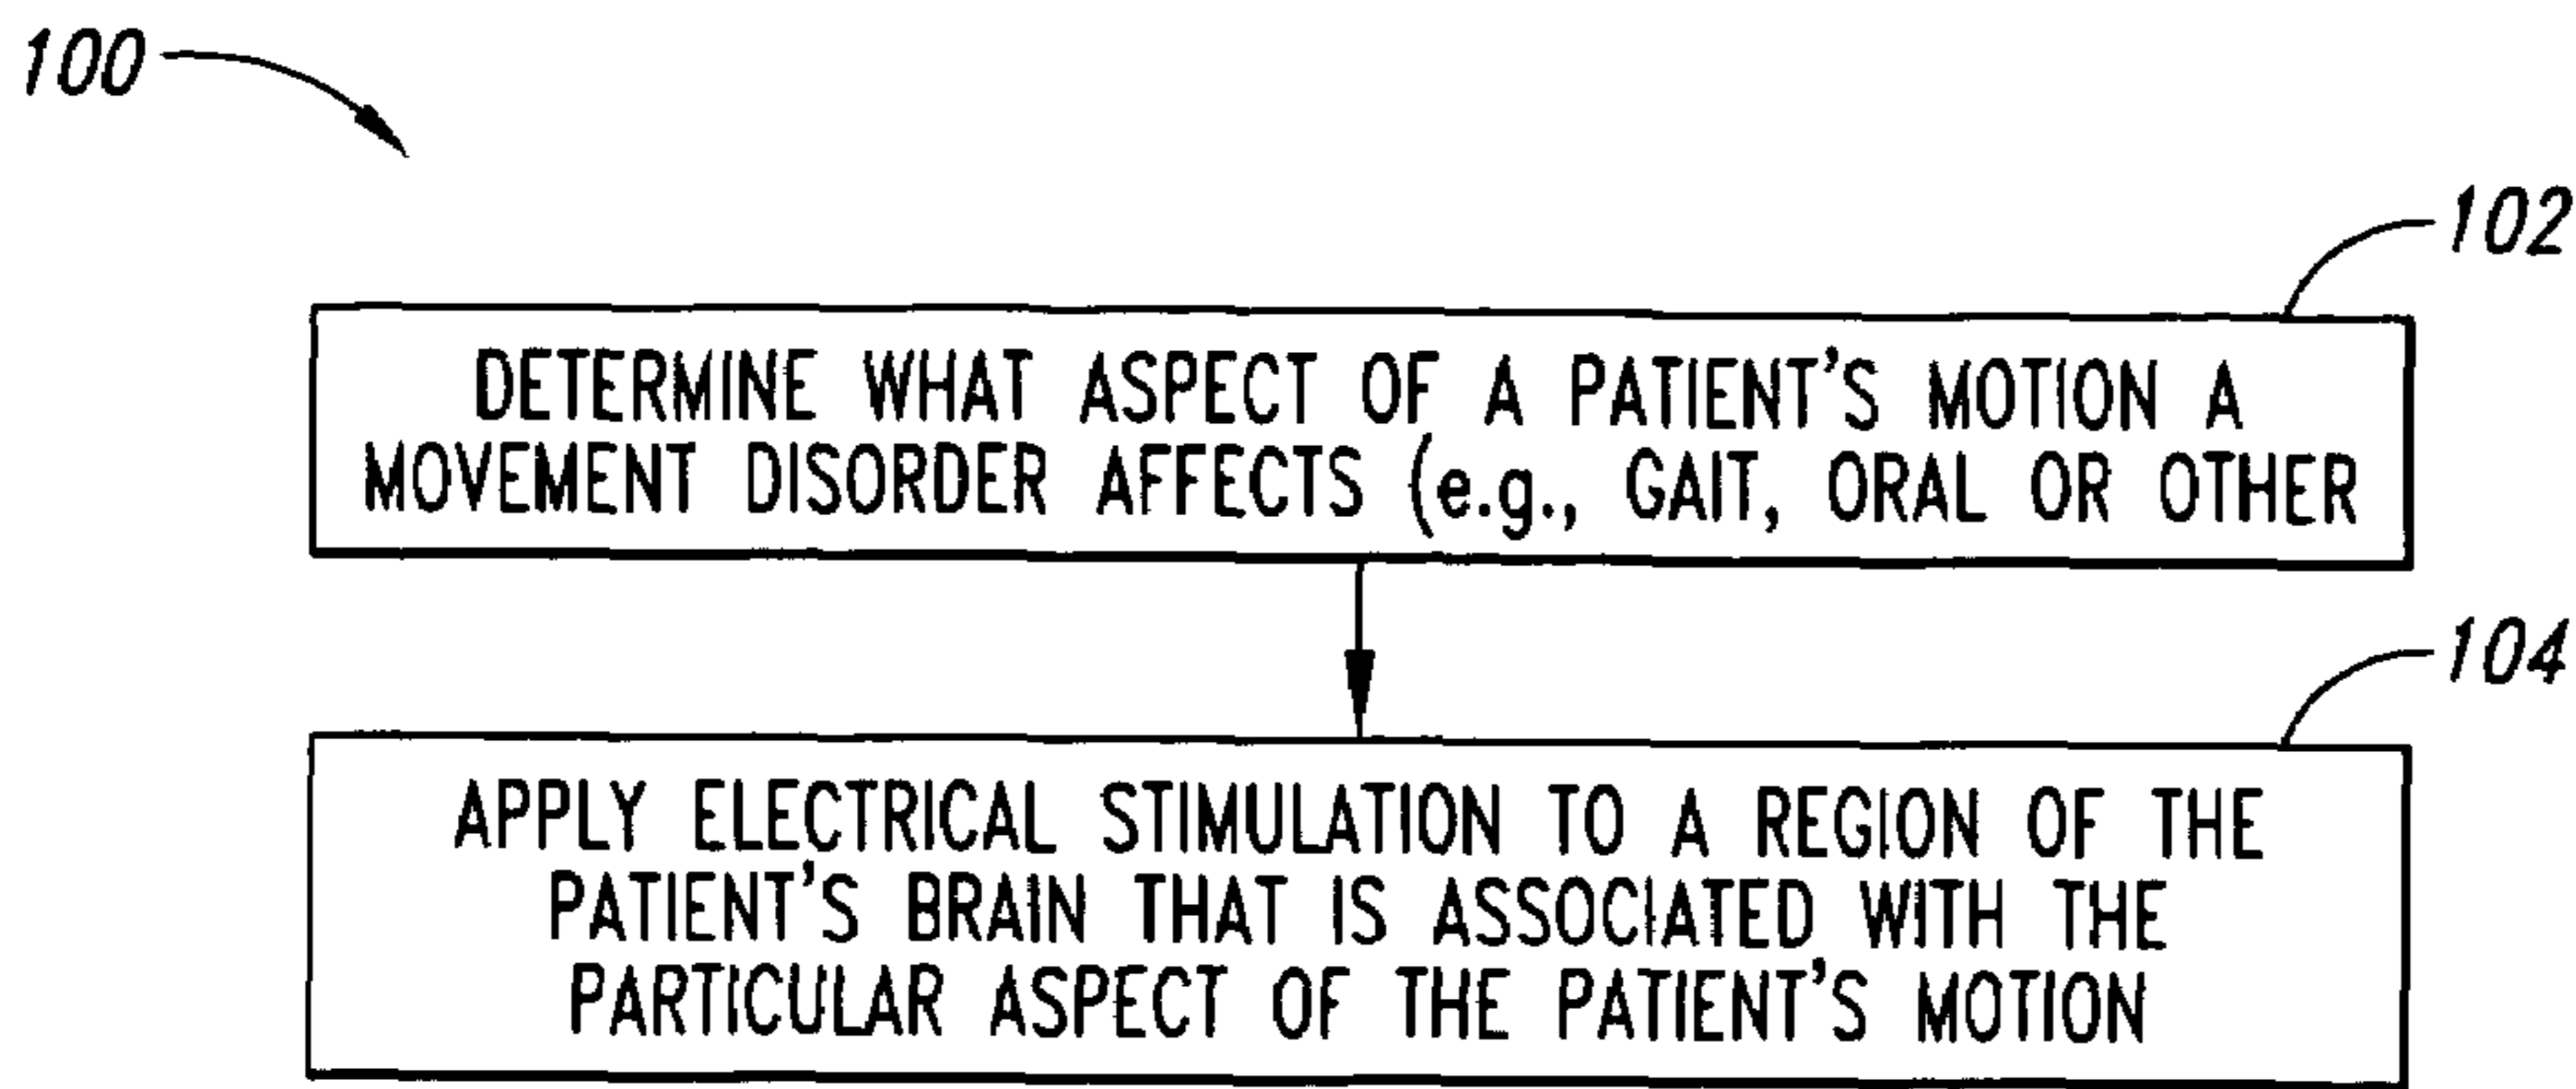 100
102
DETERMINE WHAT ASPECT OF A PATIENT'S MOTION A
MOVEMENT DISORDER AFFECTS (e.g., GAIT, ORAL OR OTHER
104
APPLY ELECTRICAL STIMULATION TO A REGION OF THE
PATIENT'S BRAIN THAT IS ASSOCIATED WITH THE
PARTICULAR ASPECT OF THE PATIENT'S MOTION